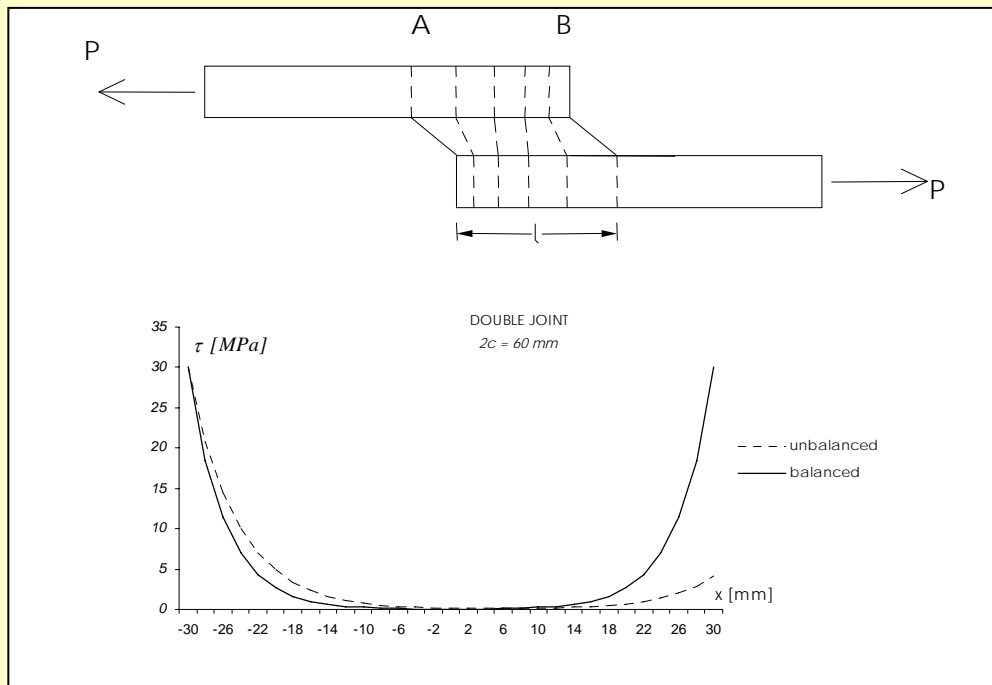 A B
P
P
l
DOUBLE JOINT
2c = 60 mm
τ [MPa]
35
30
25
20
15
10
5
0
unbalanced
balanced
x [mm]
-30 -26 -22 -18 -14 -10 -6 -2 2 6 10 14 18 22 26 30